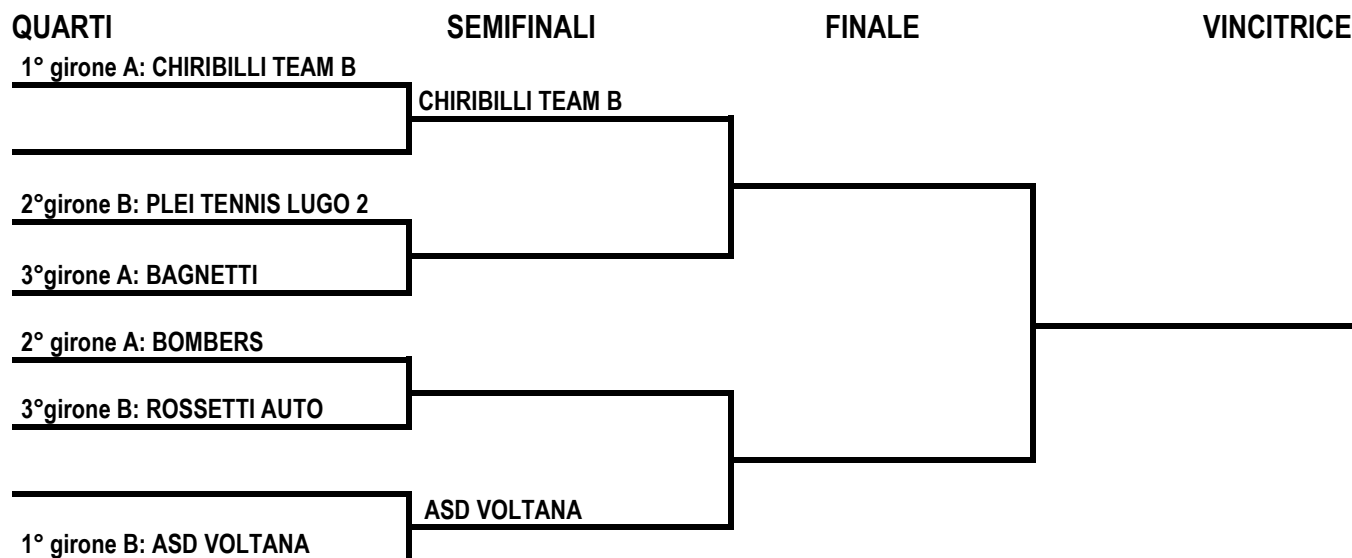 QUARTI SEMIFINALI FINALE VINCITRICE
1° girone A: CHIRIBILLI TEAM B
CHIRIBILLI TEAM B
2°girone B: PLEI TENNIS LUGO 2
3°girone A: BAGNETTI
2° girone A: BOMBERS
3°girone B: ROSSETTI AUTO
ASD VOLTANA
1° girone B: ASD VOLTANA